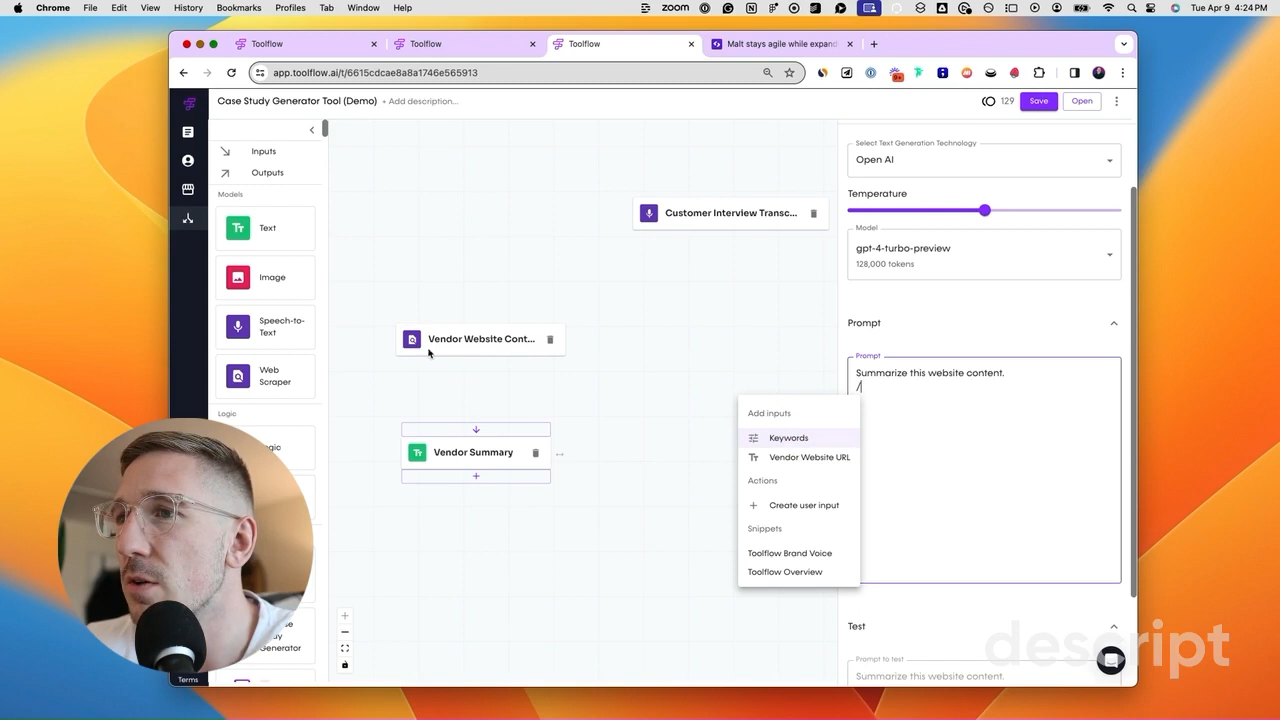 Chrome File Edit View History Bookmarks Profiles Tab Window Help zoom Tue Apr 9 4:24 PM
Toolflow Toolflow Toolflow Malt stays agile while expand
app.toolflow.ai/t/6615cdcae8a8a1746e565913
9+
Case Study Generator Tool (Demo) + Add description... 129 Save Open
Inputs
Outputs
Models
Text
Image
Speech-to-
Text
Web
Scraper
Logic
Generator
Terms
Customer Interview Transc...
Vendor Website Cont...
Vendor Summary
Add inputs
Keywords
Vendor Website URL
Actions
Create user input
Snippets
Toolflow Brand Voice
Toolflow Overview
Select Text Generation Technology
Open AI
Temperature
Model
gpt-4-turbo-preview
128,000 tokens
Prompt
Prompt
Summarize this website content.
/
Test
Prompt to test
Summarize this website content.
descript